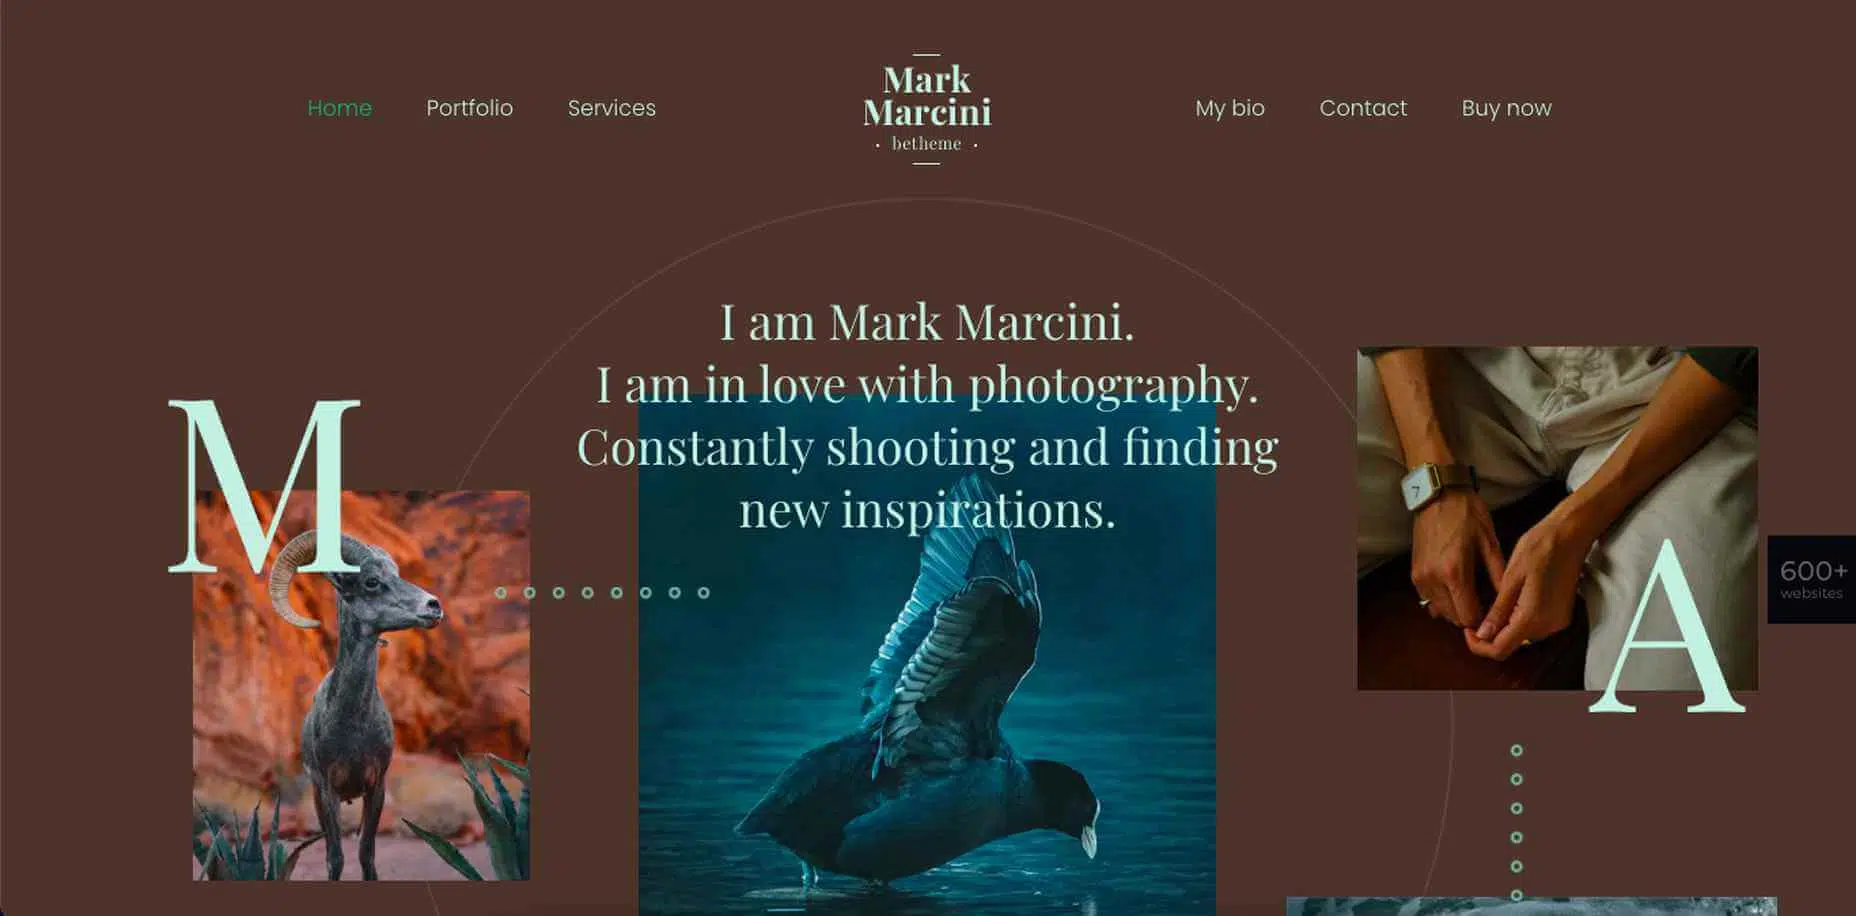 Home
Portfolio
Services
Mark
Marcini
• betheme •
My bio
Contact
Buy now
I am Mark Marcini.
I am in love with photography.
Constantly shooting and finding
new inspirations.
M
A
600+
websites